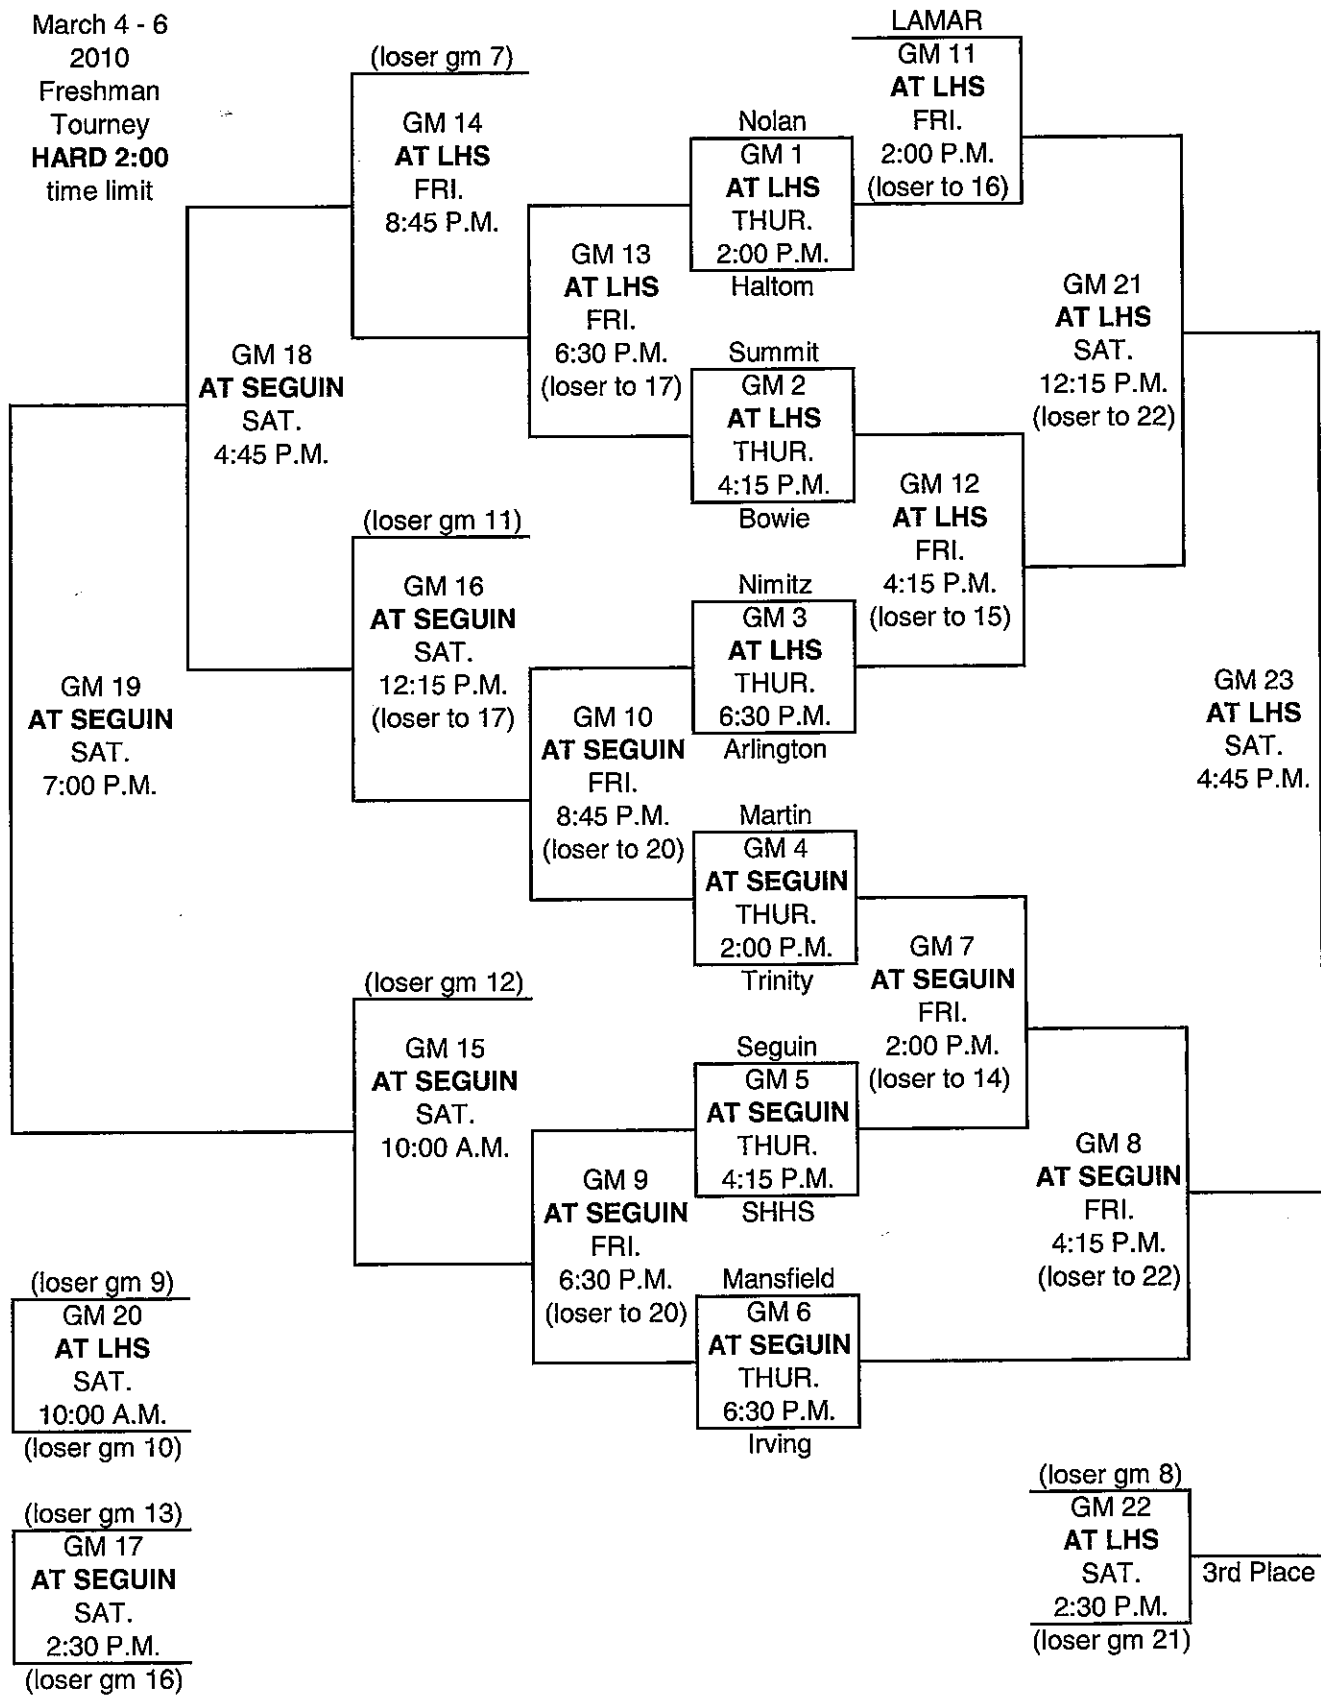 March 4 - 6
2010
Freshman
Tourney
HARD 2:00
time limit
(loser gm 7)
GM 14
AT LHS
FRI.
8:45 P.M.
GM 18
AT SEGUIN
SAT.
4:45 P.M.
(loser gm 11)
GM 16
AT SEGUIN
SAT.
12:15 P.M.
(loser to 17)
GM 19
AT SEGUIN
SAT.
7:00 P.M.
(loser gm 12)
GM 15
AT SEGUIN
SAT.
10:00 A.M.
GM 13
AT LHS
FRI.
6:30 P.M.
(loser to 17)
GM 10
AT SEGUIN
FRI.
8:45 P.M.
(loser to 20)
GM 9
AT SEGUIN
FRI.
6:30 P.M.
(loser to 20)
Nolan
GM 1
AT LHS
THUR.
2:00 P.M.
Haltom
Summit
GM 2
AT LHS
THUR.
4:15 P.M.
Bowie
Nimitz
GM 3
AT LHS
THUR.
6:30 P.M.
Arlington
Martin
GM 4
AT SEGUIN
THUR.
2:00 P.M.
Trinity
Seguin
GM 5
AT SEGUIN
THUR.
4:15 P.M.
SHHS
Mansfield
GM 6
AT SEGUIN
THUR.
6:30 P.M.
Irving
LAMAR
GM 11
AT LHS
FRI.
2:00 P.M.
(loser to 16)
GM 12
AT LHS
FRI.
4:15 P.M.
(loser to 15)
GM 7
AT SEGUIN
FRI.
2:00 P.M.
(loser to 14)
GM 21
AT LHS
SAT.
12:15 P.M.
(loser to 22)
GM 8
AT SEGUIN
FRI.
4:15 P.M.
(loser to 22)
GM 23
AT LHS
SAT.
4:45 P.M.
(loser gm 9)
GM 20
AT LHS
SAT.
10:00 A.M.
(loser gm 10)
(loser gm 13)
GM 17
AT SEGUIN
SAT.
2:30 P.M.
(loser gm 16)
(loser gm 8)
GM 22
AT LHS
SAT.
2:30 P.M.
(loser gm 21)
3rd Place